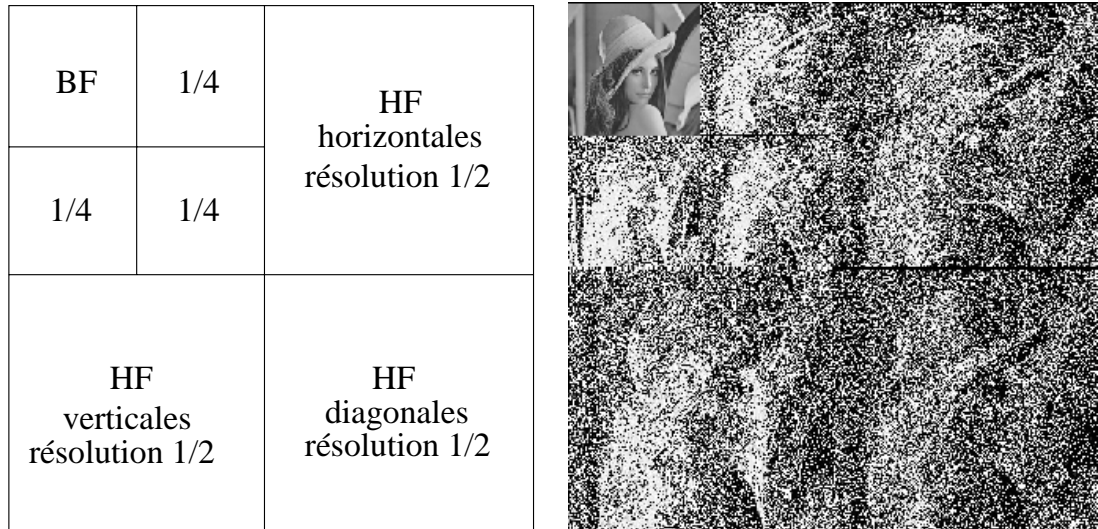 BF
1/4
HF
horizontales
résolution 1/2
1/4
1/4
HF
verticales
résolution 1/2
HF
diagonales
résolution 1/2